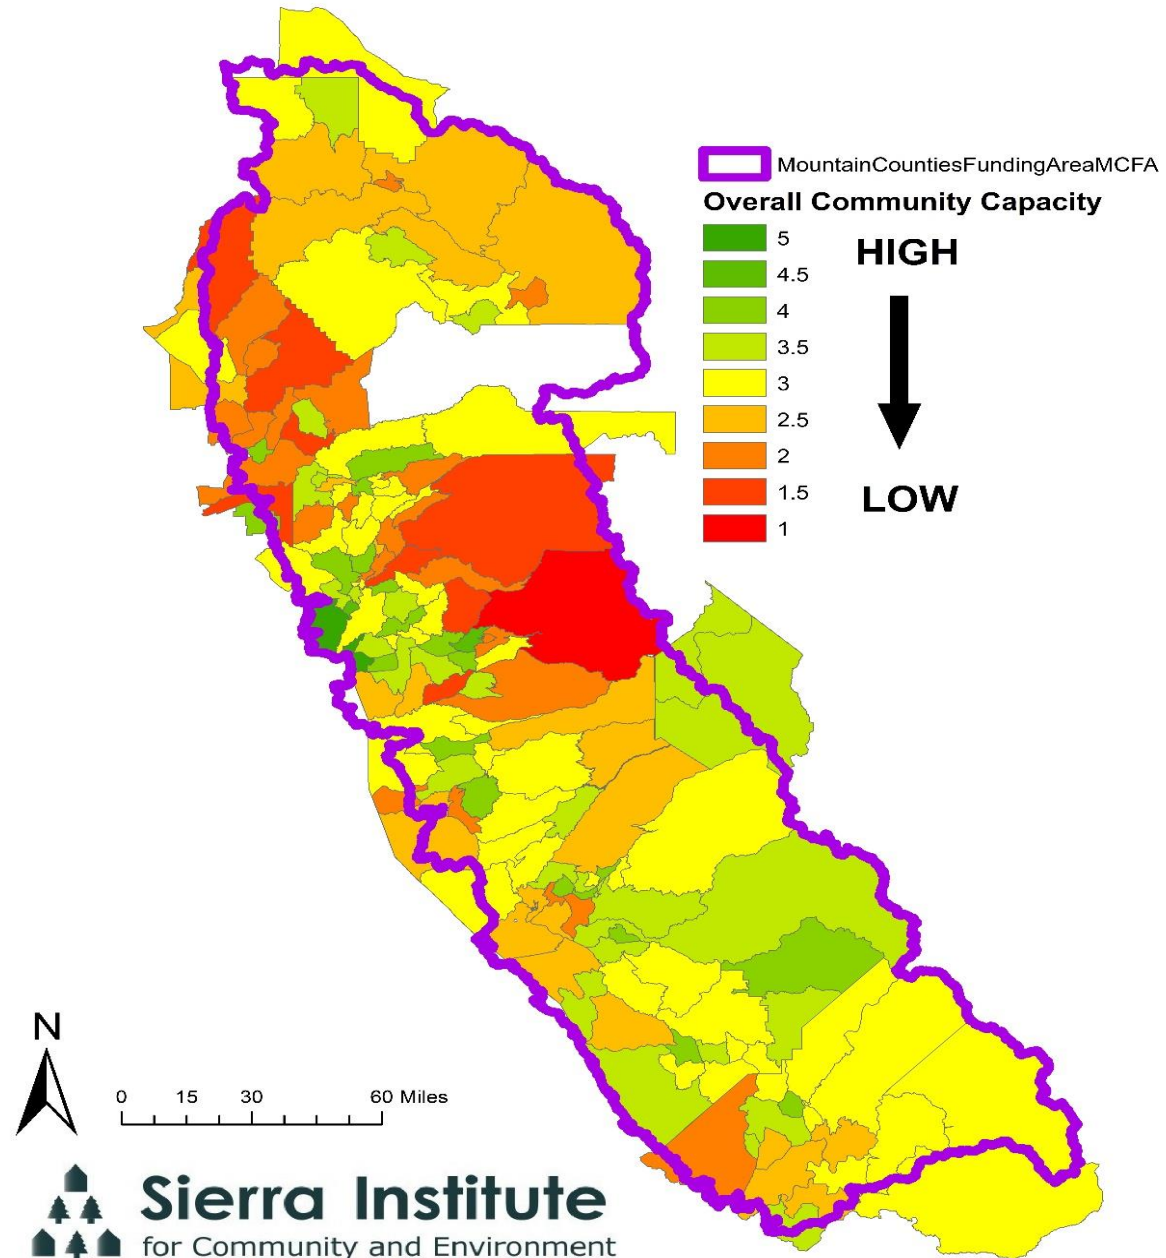 MountainCountiesFundingAreaMCFA
Overall Community Capacity
5
4.5
4
3.5
3
2.5
2
1.5
1
HIGH
LOW
N
0 15 30 60 Miles
Sierra Institute
for Community and Environment